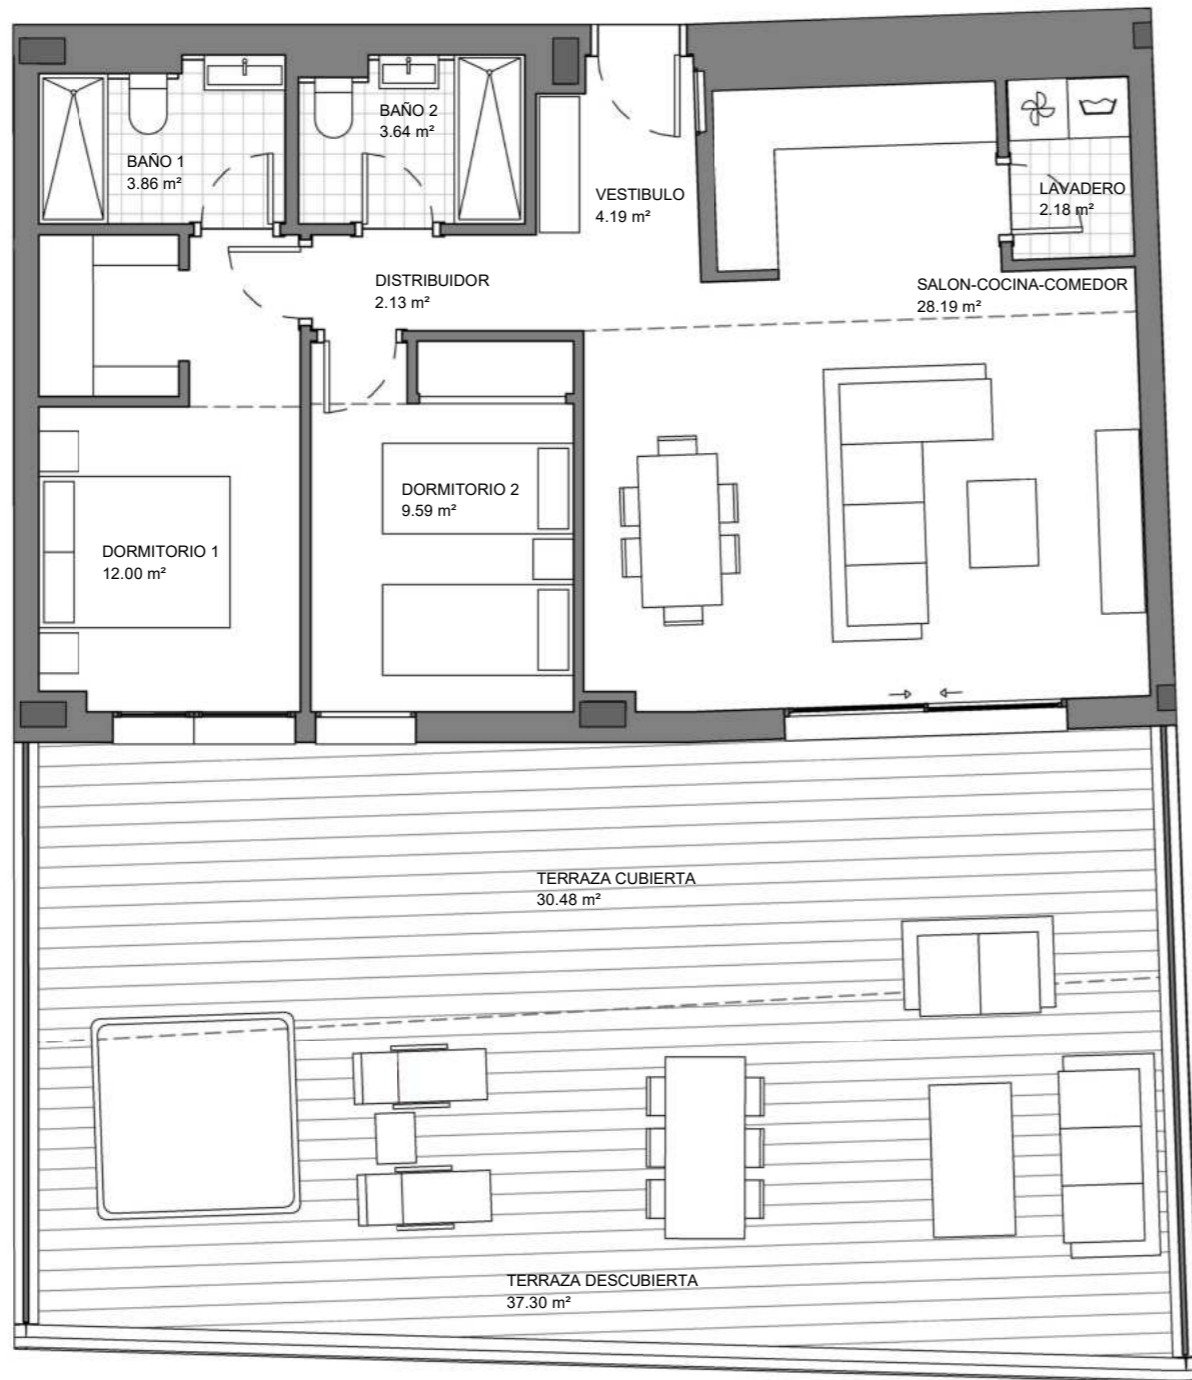 BAÑO 1
3.86 m²
BAÑO 2
3.64 m²
VESTIBULO
4.19 m²
LAVADERO
2.18 m²
DISTRIBUIDOR
2.13 m²
SALON-COCINA-COMEDOR
28.19 m²
DORMITORIO 1
12.00 m²
DORMITORIO 2
9.59 m²
TERRAZA CUBIERTA
30.48 m²
TERRAZA DESCUBIERTA
37.30 m²